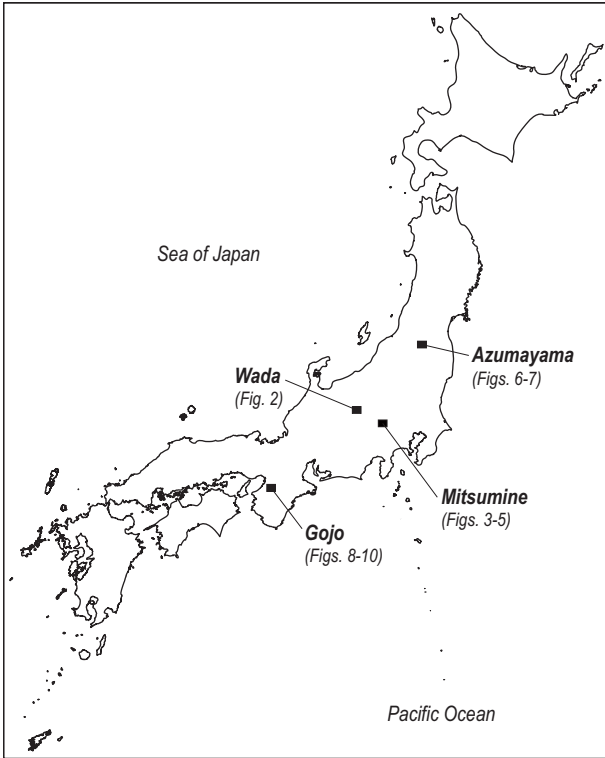 Sea of Japan
Azumayama
(Figs. 6-7)
Wada
(Fig. 2)
Mitsumine
(Figs. 3-5)
Gojo
(Figs. 8-10)
Pacific Ocean